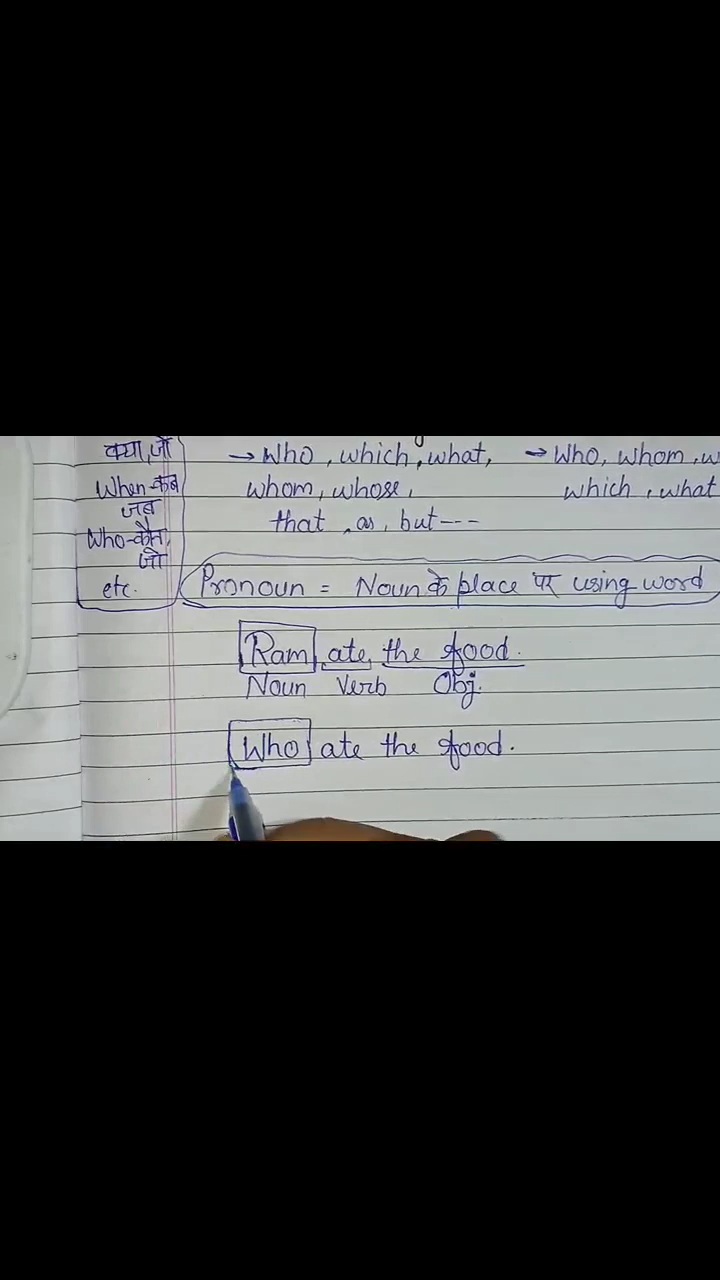 क्या, जो
When-कब
जब
Who-कौन,
जो
etc.
→ Who, which, what,
whom, whose,
that, as, but---
→ Who, whom, w
which, what
Pronoun = Noun के place पर using word
Ram ate the food.
Noun Verb Obj.
Who ate the food.